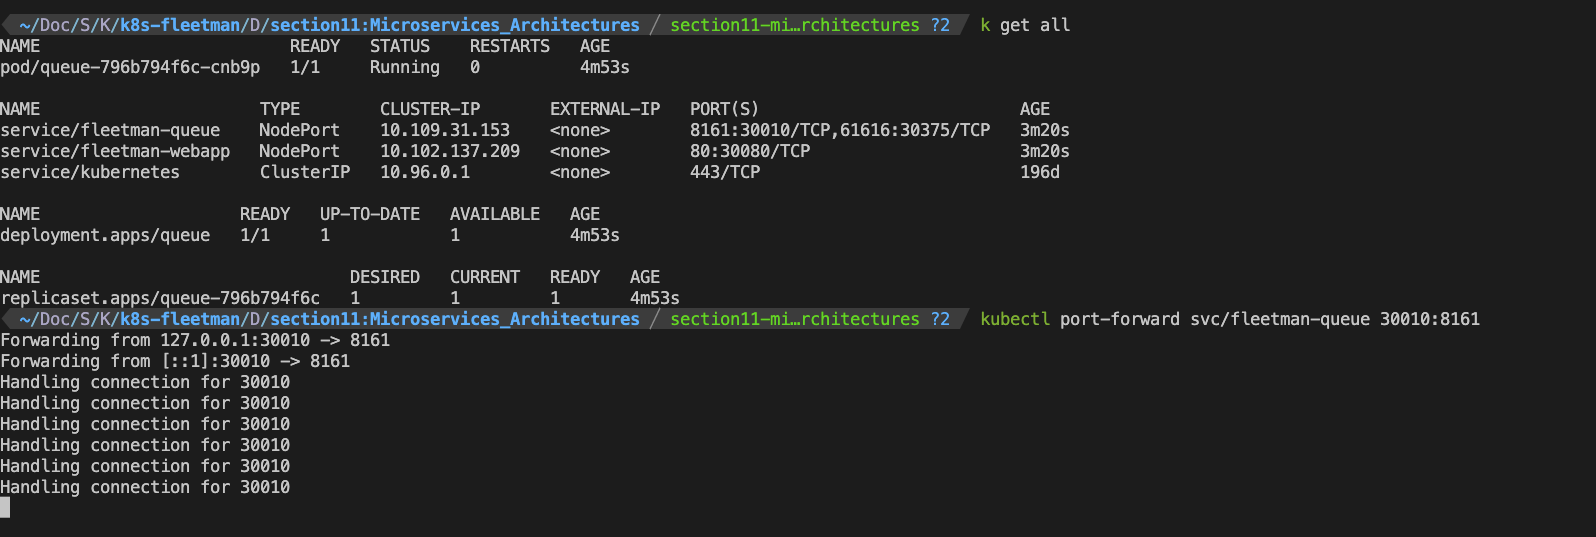 ~/Doc/S/K/k8s-fleetman/D/section11:Microservices_Architectures / section11-mi…rchitectures ?2 k get all
NAME READY STATUS RESTARTS AGE
pod/queue-796b794f6c-cnb9p 1/1 Running 0 4m53s
NAME TYPE CLUSTER-IP EXTERNAL-IP PORT(S) AGE
service/fleetman-queue NodePort 10.109.31.153 <none> 8161:30010/TCP,61616:30375/TCP 3m20s
service/fleetman-webapp NodePort 10.102.137.209 <none> 80:30080/TCP 3m20s
service/kubernetes ClusterIP 10.96.0.1 <none> 443/TCP 196d
NAME READY UP-TO-DATE AVAILABLE AGE
deployment.apps/queue 1/1 1 1 4m53s
NAME DESIRED CURRENT READY AGE
replicaset.apps/queue-796b794f6c 1 1 1 4m53s
~/Doc/S/K/k8s-fleetman/D/section11:Microservices_Architectures / section11-mi…rchitectures ?2 kubectl port-forward svc/fleetman-queue 30010:8161
Forwarding from 127.0.0.1:30010 -> 8161
Forwarding from [::1]:30010 -> 8161
Handling connection for 30010
Handling connection for 30010
Handling connection for 30010
Handling connection for 30010
Handling connection for 30010
Handling connection for 30010